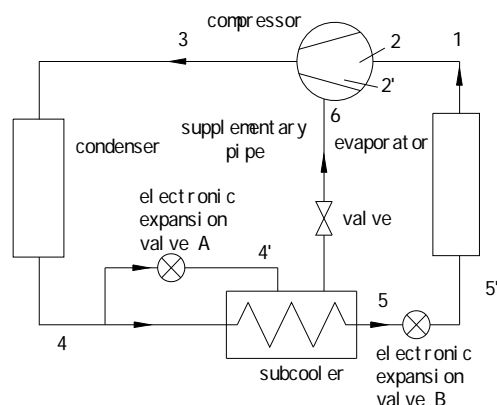 compressor
3
2
1
2'
6
supplementary
pipe
evaporator
condenser
valve
electronic
expansion
valve A
4'
4
5
5'
subcooler
electronic
expansion
valve B